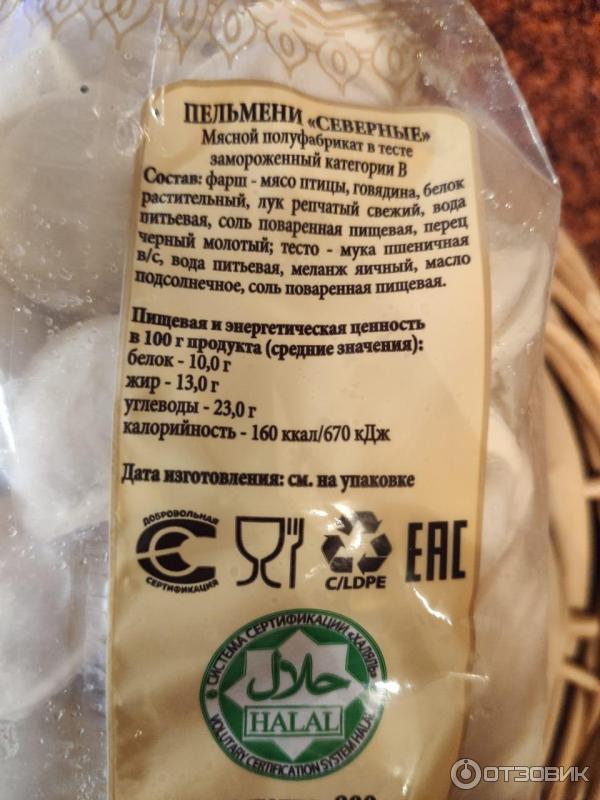 ПЕЛЬМЕНИ «СЕВЕРНЫЕ»
Мясной полуфабрикат в тесте
замороженный категории В
Состав: фарш - мясо птицы, говядина, белок
растительный, лук репчатый свежий, вода
питьевая, соль поваренная пищевая, перец
черный молотый; тесто - мука пшеничная
в/с, вода питьевая, меланж яичный, масло
подсолнечное, соль поваренная пищевая.
Пищевая и энергетическая ценность
в 100 г продукта (средние значения):
белок - 10,0 г
жир - 13,0 г
углеводы - 23,0 г
калорийность - 160 ккал/670 кДж
Дата изготовления: см. на упаковке
ДОБРОВОЛЬНАЯ
СЕРТИФИКАЦИЯ
C/LDPE
EAC
СИСТЕМА СЕРТИФИКАЦИИ «ХАЛЯЛЬ»
حلال
HALAL
VOLUTARY CERTIFICATION SYSTEM HALAL
ОТЗОВИК